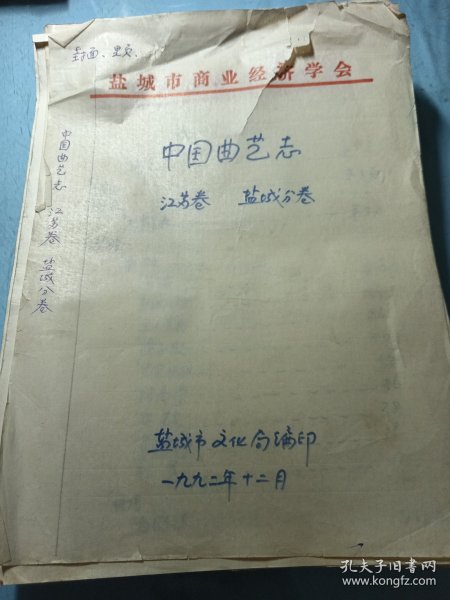 封面、里页、
盐城市商业经济学会
中国曲艺志
江苏卷 盐城分卷
中国曲艺志 江苏卷 盐城分卷
盐城市文化局编印
一九九二年十二月
孔夫子旧书网
www.kongfz.com